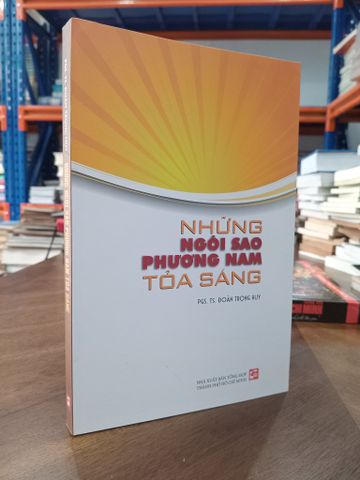 NHỮNG
NGÔI SAO
PHƯƠNG NAM
TỎA SÁNG
PGS. TS. ĐOÀN TRỌNG HUY
NHÀ XUẤT BẢN TỔNG HỢP
THÀNH PHỐ HỒ CHÍ MINH